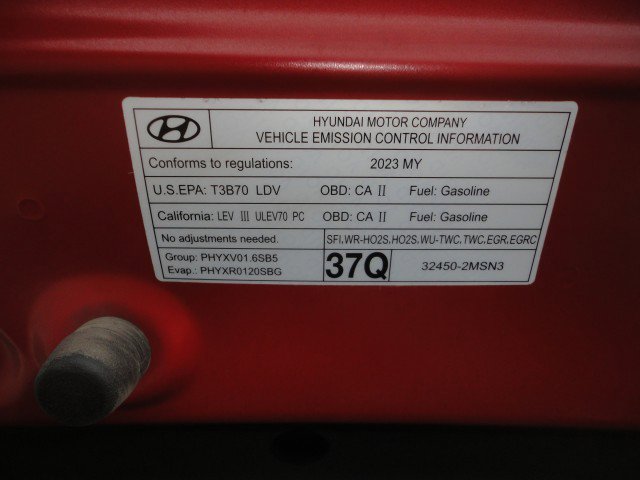 HYUNDAI MOTOR COMPANY
VEHICLE EMISSION CONTROL INFORMATION
Conforms to regulations: 2023 MY
U.S.EPA: T3B70 LDV OBD: CA II Fuel: Gasoline
California: LEV III ULEV70 PC OBD: CA II Fuel: Gasoline
No adjustments needed. SFI,WR-HO2S,HO2S,WU-TWC,TWC,EGR,EGRC
Group: PHYXV01.6SB5
Evap.: PHYXR0120SBG
37Q 32450-2MSN3